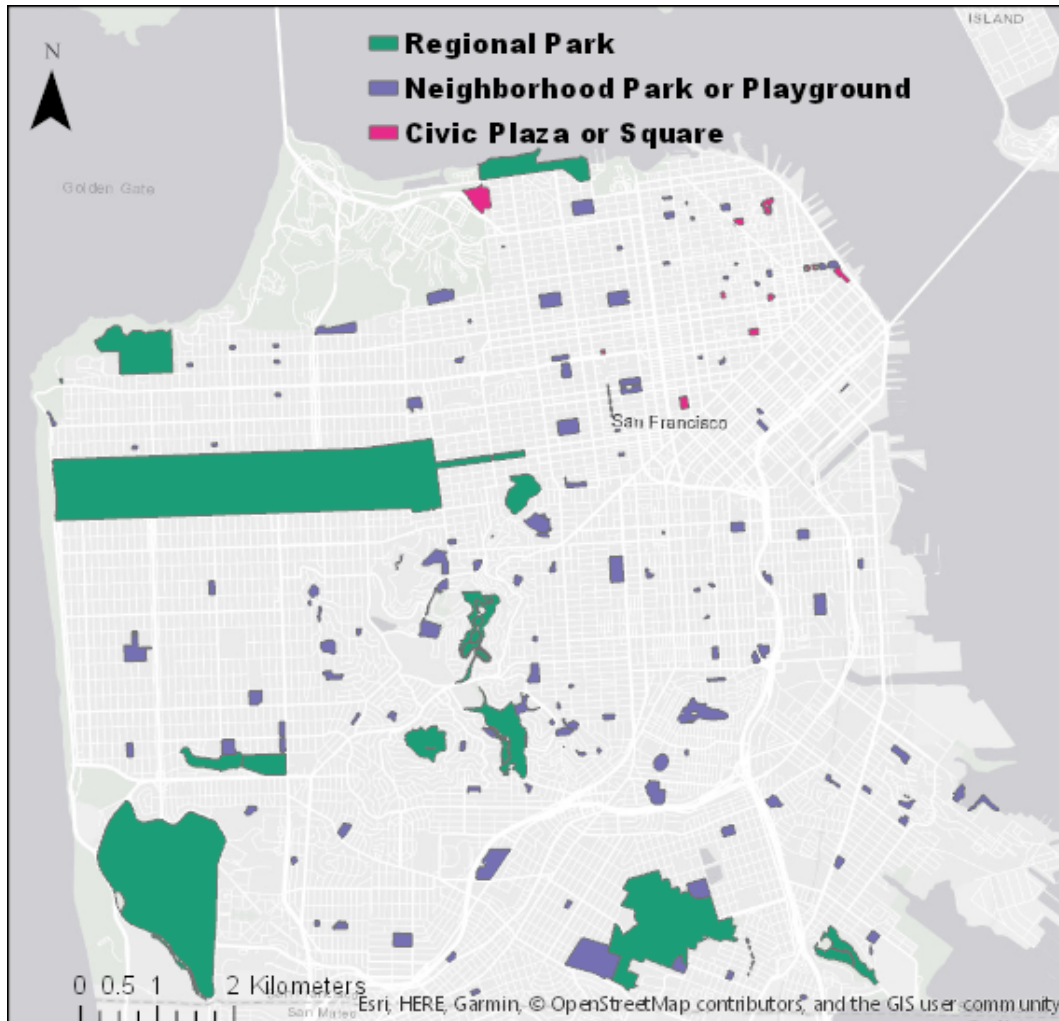 ISLAND
N
Regional Park
Neighborhood Park or Playground
Civic Plaza or Square
Golden Gate
San Francisco
0 0.5 1 2 Kilometers
San Mateo
Esri, HERE, Garmin, © OpenStreetMap contributors, and the GIS user community